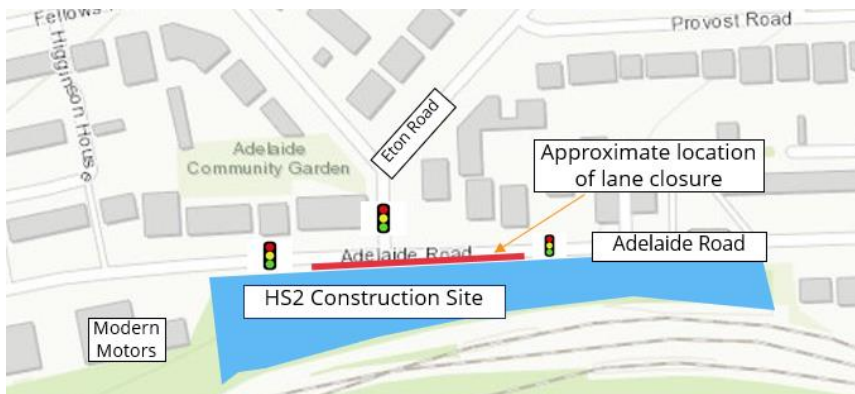 Fellows
Provost Road
Higginson House
Eton Road
Adelaide
Community Garden
Approximate location
of lane closure
Adelaide Road
Adelaide Road
HS2 Construction Site
Modern
Motors